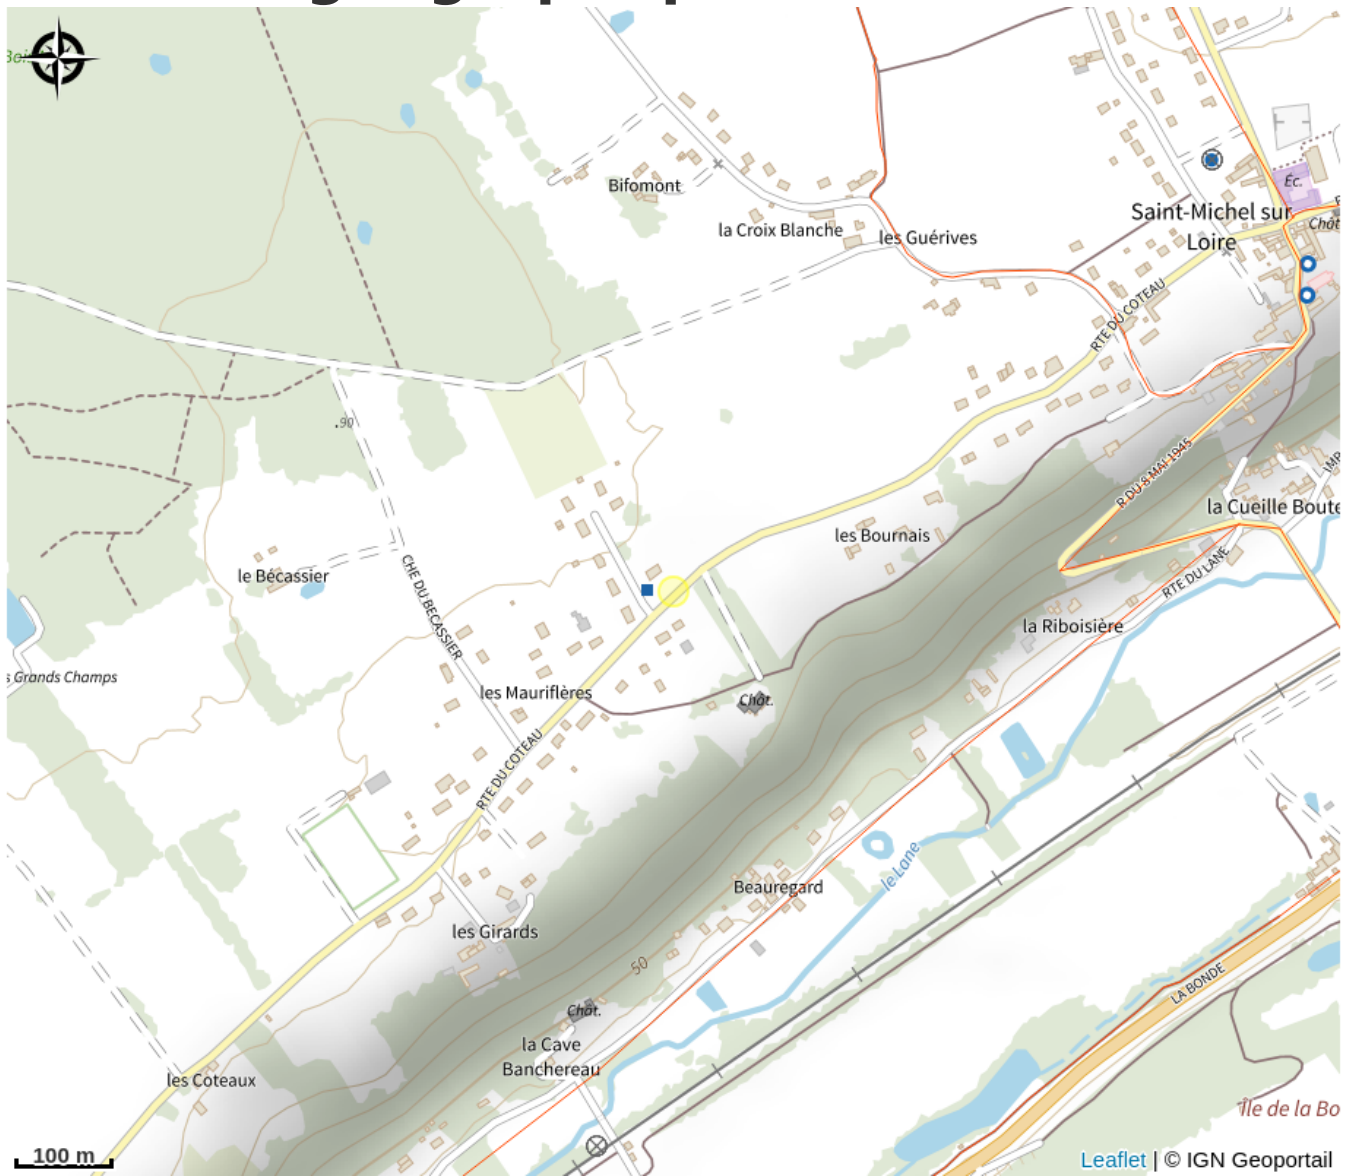 Éc.
Bifomont
Saint-Michel sur
Loire
Chât
la Croix Blanche
les Guérives
RTE DU COTEAU
.90
R DU 8 MAI 1945
la Cueille Boute
IMP
les Bournais
le Bécassier
CHE DU BECASSIER
RTE DU LANE
la Riboisière
s Grands Champs
les Mauriflères
Chât.
RTE DU COTEAU
le Lane
Beauregard
les Girards
50
LA BONDE
Chât.
la Cave
Banchereau
les Coteaux
Île de la Bo
100 m
Leaflet | © IGN Geoportail